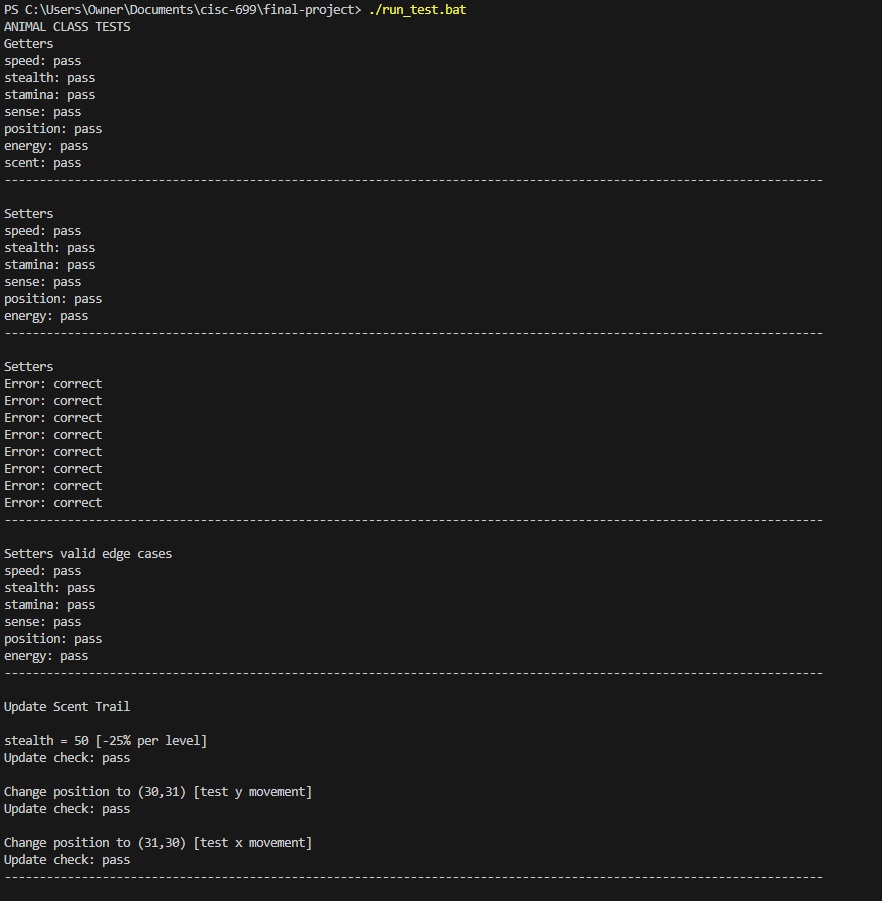 PS C:\Users\Owner\Documents\cisc-699\final-project> ./run_test.bat
ANIMAL CLASS TESTS
Getters
speed: pass
stealth: pass
stamina: pass
sense: pass
position: pass
energy: pass
scent: pass
---------------------------------------------------------------------------------------------------------------------
Setters
speed: pass
stealth: pass
stamina: pass
sense: pass
position: pass
energy: pass
---------------------------------------------------------------------------------------------------------------------
Setters
Error: correct
Error: correct
Error: correct
Error: correct
Error: correct
Error: correct
Error: correct
Error: correct
---------------------------------------------------------------------------------------------------------------------
Setters valid edge cases
speed: pass
stealth: pass
stamina: pass
sense: pass
position: pass
energy: pass
---------------------------------------------------------------------------------------------------------------------
Update Scent Trail
stealth = 50 [-25% per level]
Update check: pass
Change position to (30,31) [test y movement]
Update check: pass
Change position to (31,30) [test x movement]
Update check: pass
---------------------------------------------------------------------------------------------------------------------